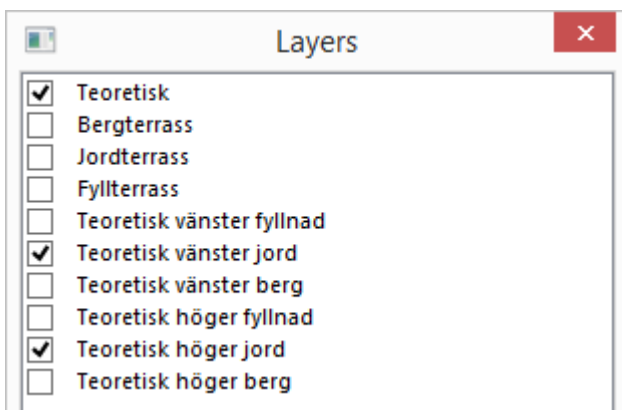 Layers
Teoretisk
Bergterrass
Jordterrass
Fyllterrass
Teoretisk vänster fyllnad
Teoretisk vänster jord
Teoretisk vänster berg
Teoretisk höger fyllnad
Teoretisk höger jord
Teoretisk höger berg